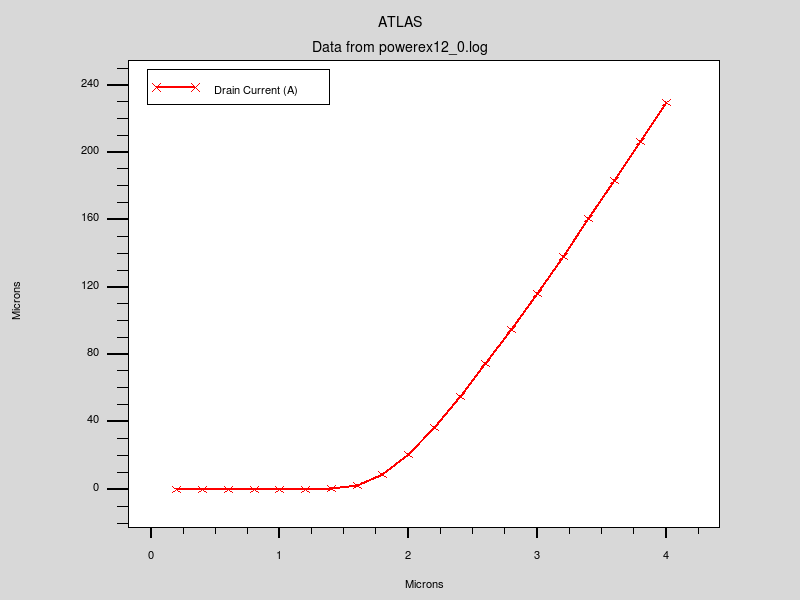 ATLAS
Data from powerex12_0.log
Drain Current (A)
240
200
160
120
80
40
0
Microns
0 1 2 3 4
Microns